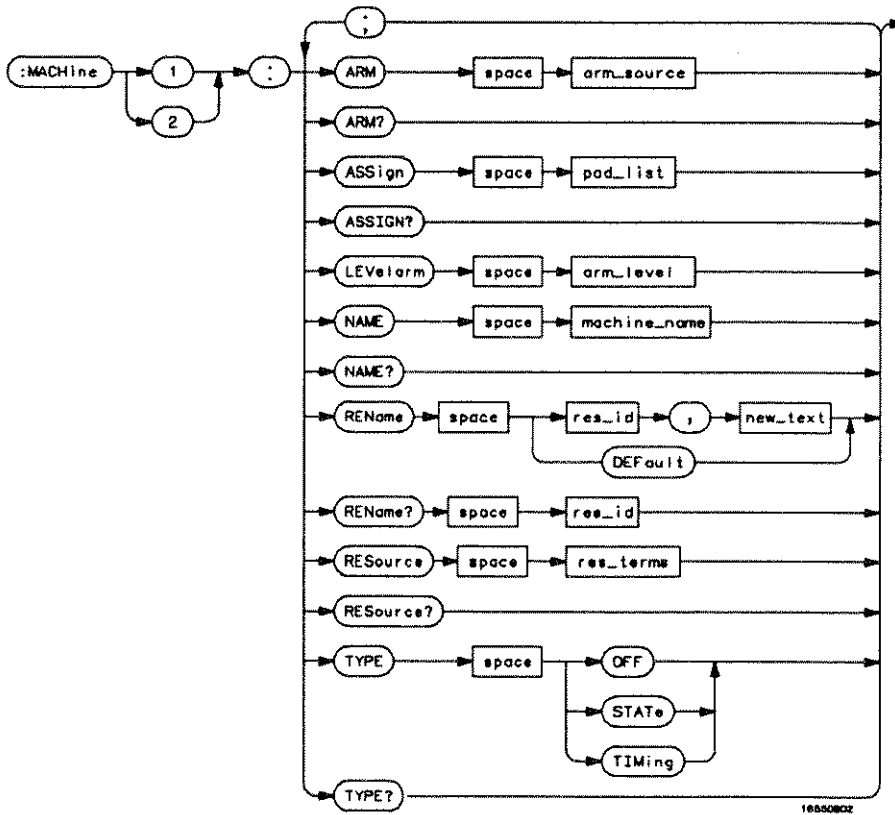 ;
:MACHine 1 : ARM space arm_source
2 ARM?
ASSign space pod_list
ASSIGN?
LEVelarm space arm_level
NAME space machine_name
NAME?
REName space res_id , new_text
DEFault
REName? space res_id
RESource space res_terms
RESource?
TYPE space OFF
STATe
TIMing
TYPE?
16550B02